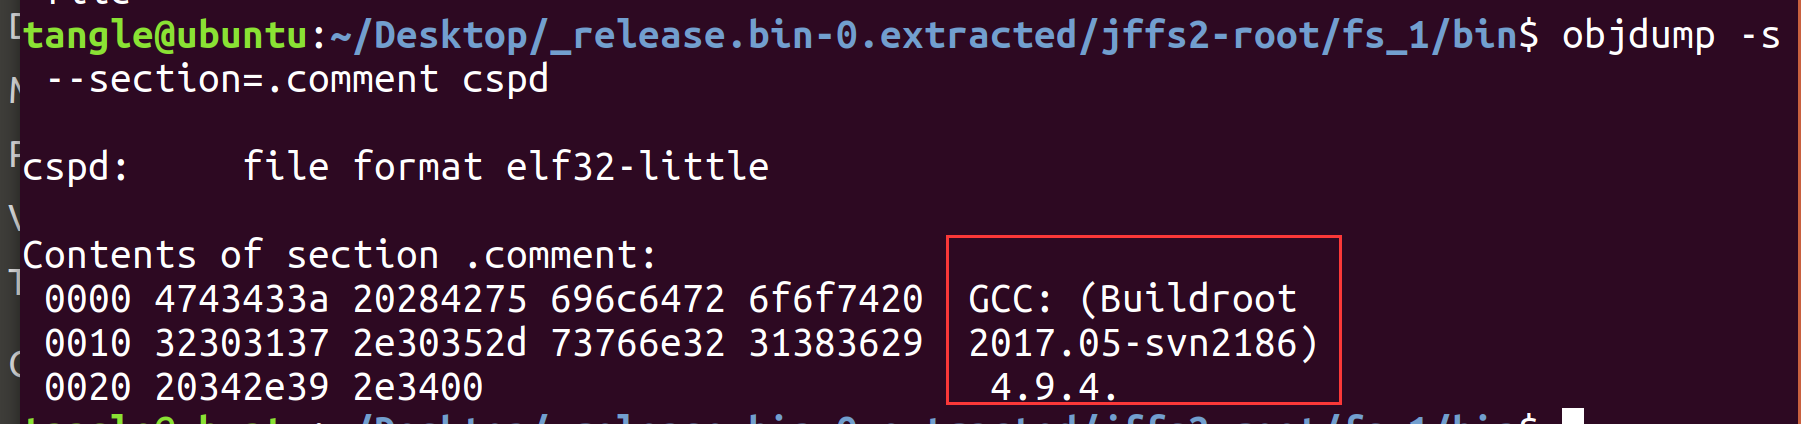 tangle@ubuntu:~/Desktop/_release.bin-0.extracted/jffs2-root/fs_1/bin$ objdump -s
 --section=.comment cspd
cspd:     file format elf32-little
Contents of section .comment:
 0000 4743433a 20284275 696c6472 6f6f7420  GCC: (Buildroot
 0010 32303137 2e30352d 73766e32 31383629  2017.05-svn2186)
 0020 20342e39 2e3400                       4.9.4.